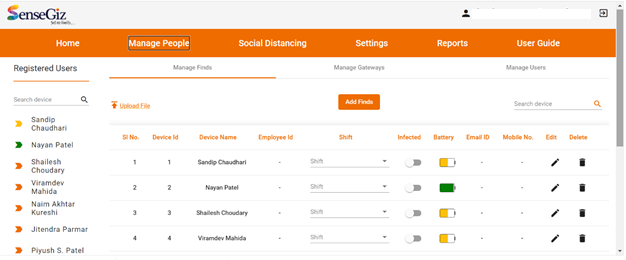 SenseGiz
Home
Manage People
Social Distancing
Settings
Reports
User Guide
Registered Users
Search device
Sandip
Chaudhari
Nayan Patel
Shailesh
Choudary
Viramdev
Mahida
Naim Akhtar
Kureshi
Jitendra Parmar
Piyush S. Patel
Manage Finds
Manage Gateways
Manage Users
Upload File
Add Finds
Search device
Sl No. Device Id Device Name Employee Id Shift Infected Battery Email ID Mobile No. Edit Delete
1 1 Sandip Chaudhari - Shift - -
2 2 Nayan Patel - Shift - -
3 3 Shailesh Choudary - Shift - -
4 4 Viramdev Mahida - Shift - -